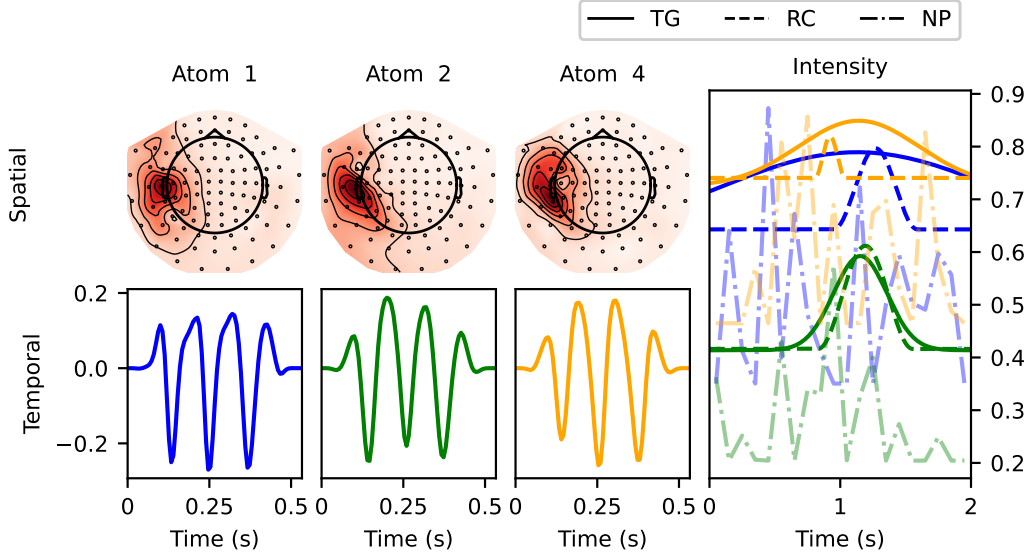 TG RC NP
Atom 1 Atom 2 Atom 4 Intensity
Spatial
Temporal
0.2
0.0
−0.2
0.9
0.8
0.7
0.6
0.5
0.4
0.3
0.2
0 0.25 0.5 0 0.25 0.5 0 0.25 0.5 0 1 2
Time (s) Time (s) Time (s) Time (s)